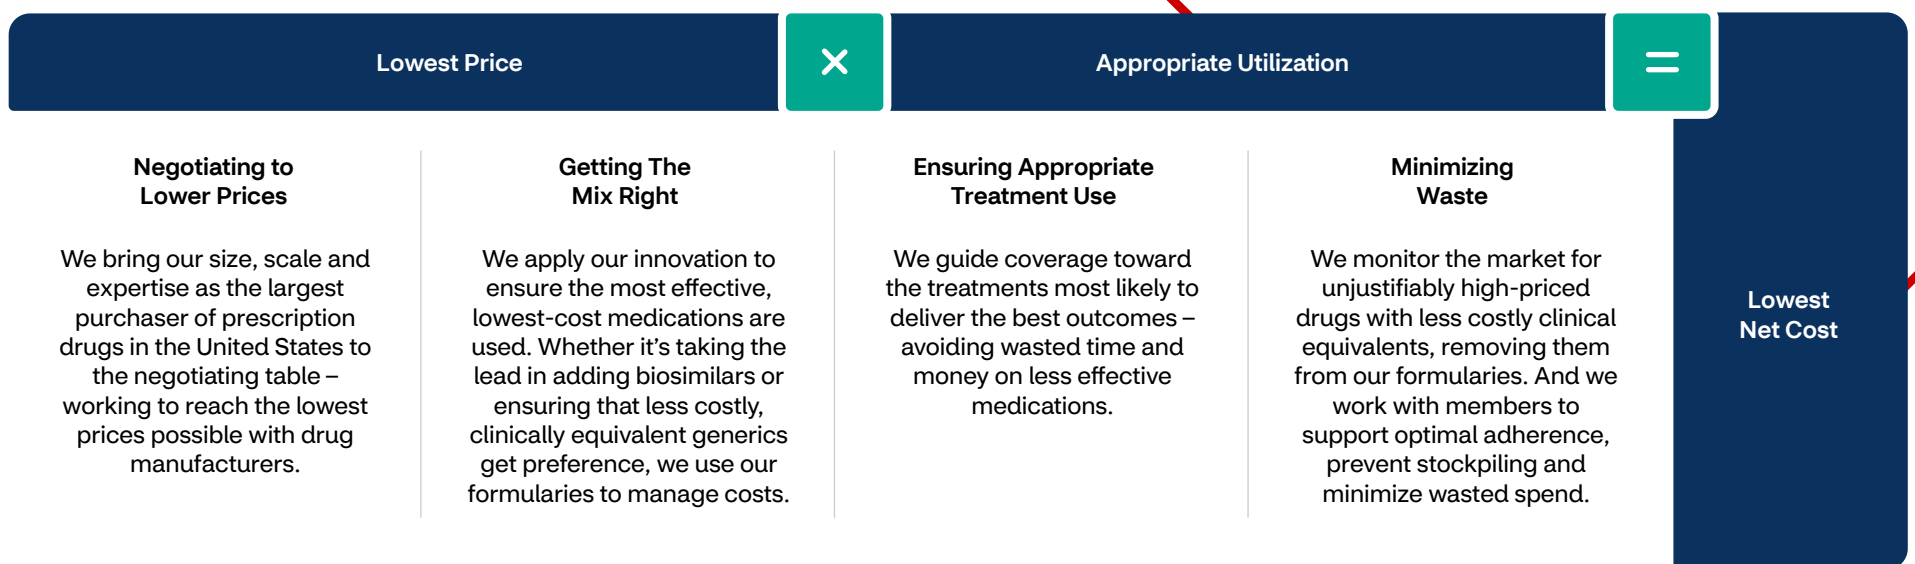 Lowest Price
×
Appropriate Utilization
=
Negotiating to
Lower Prices
We bring our size, scale and
expertise as the largest
purchaser of prescription
drugs in the United States to
the negotiating table –
working to reach the lowest
prices possible with drug
manufacturers.
Getting The
Mix Right
We apply our innovation to
ensure the most effective,
lowest-cost medications are
used. Whether it’s taking the
lead in adding biosimilars or
ensuring that less costly,
clinically equivalent generics
get preference, we use our
formularies to manage costs.
Ensuring Appropriate
Treatment Use
We guide coverage toward
the treatments most likely to
deliver the best outcomes –
avoiding wasted time and
money on less effective
medications.
Minimizing
Waste
We monitor the market for
unjustifiably high-priced
drugs with less costly clinical
equivalents, removing them
from our formularies. And we
work with members to
support optimal adherence,
prevent stockpiling and
minimize wasted spend.
Lowest
Net Cost